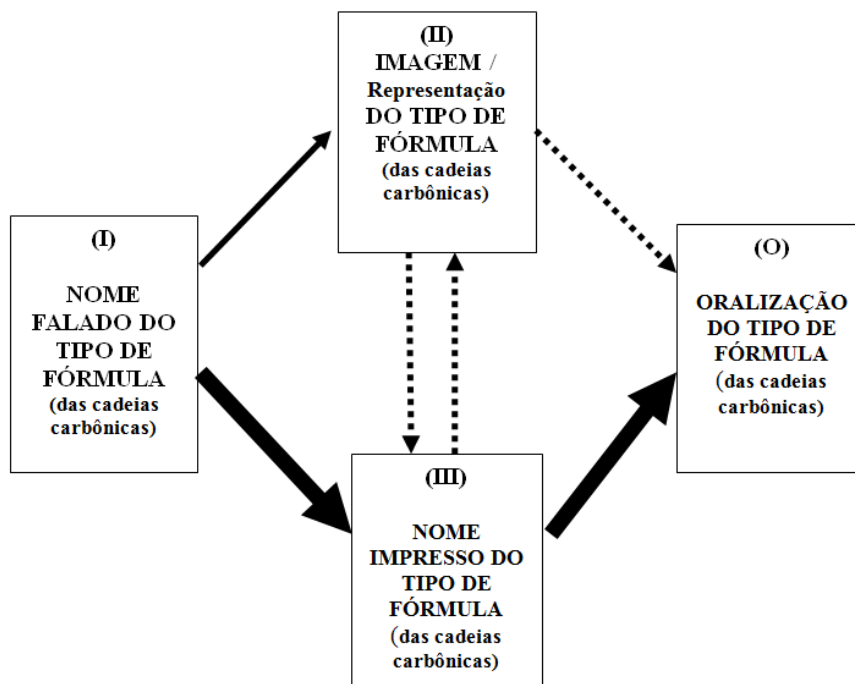 (II)
IMAGEM /
Representação
DO TIPO DE
FÓRMULA
(das cadeias
carbônicas)
(I)
NOME
FALADO DO
TIPO DE
FÓRMULA
(das cadeias
carbônicas)
(O)
ORALIZAÇÃO
DO TIPO DE
FÓRMULA
(das cadeias
carbônicas)
(III)
NOME
IMPRESSO DO
TIPO DE
FÓRMULA
(das cadeias
carbônicas)